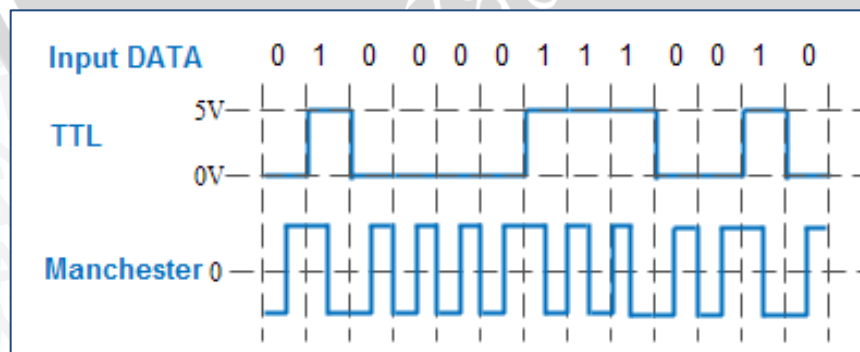 Input DATA 0 1 0 0 0 0 1 1 1 0 0 1 0
5V
TTL
0V
Manchester 0